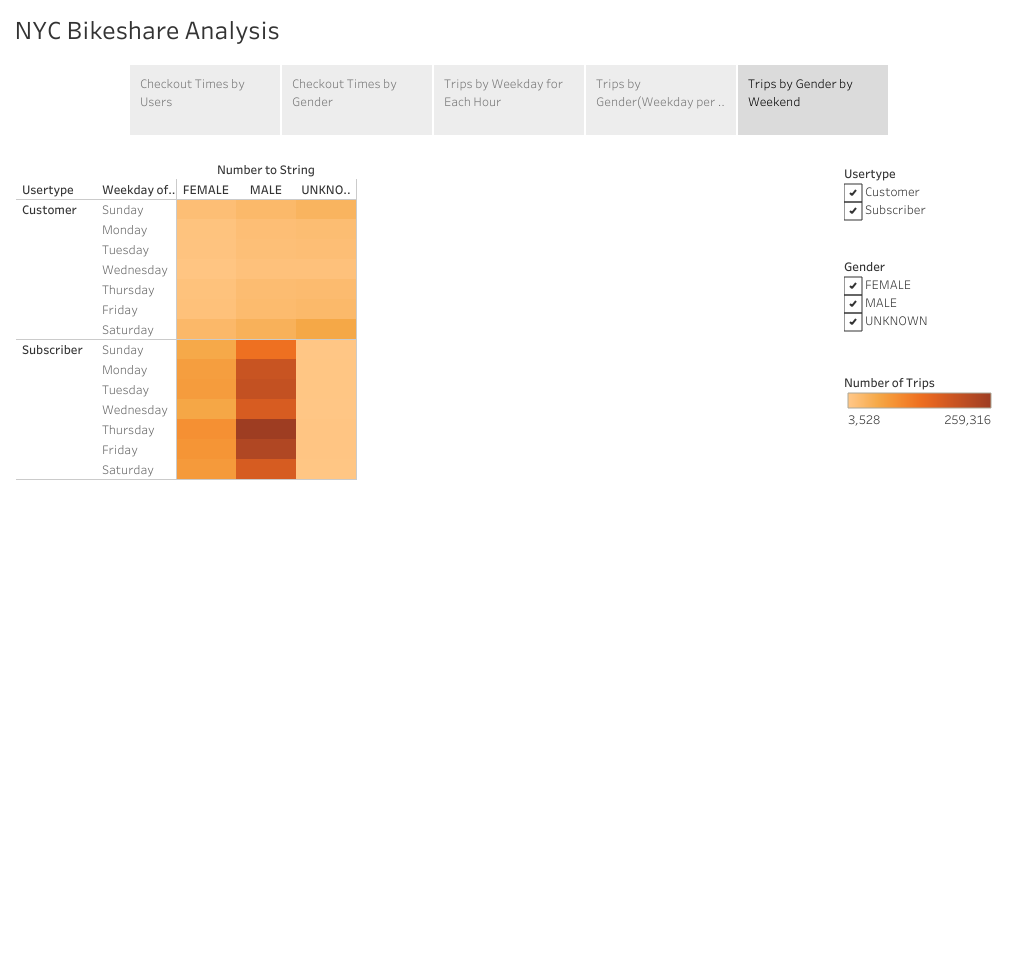 NYC Bikeshare Analysis
Checkout Times by
Users
Checkout Times by
Gender
Trips by Weekday for
Each Hour
Trips by
Gender(Weekday per ..
Trips by Gender by
Weekend
Number to String
Usertype Weekday of.. FEMALE MALE UNKNO..
Customer Sunday
Monday
Tuesday
Wednesday
Thursday
Friday
Saturday
Subscriber Sunday
Monday
Tuesday
Wednesday
Thursday
Friday
Saturday
Usertype
Customer
Subscriber
Gender
FEMALE
MALE
UNKNOWN
Number of Trips
3,528 259,316